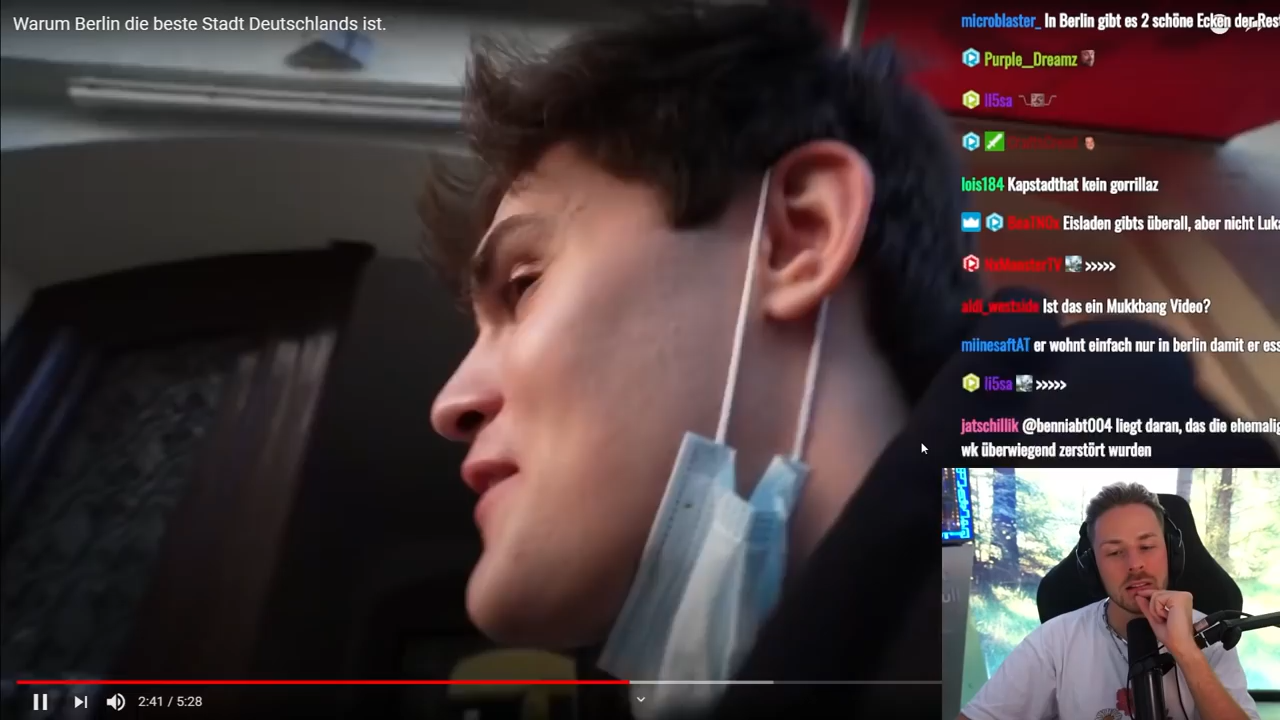 Warum Berlin die beste Stadt Deutschlands ist.
microblaster_ In Berlin gibt es 2 schöne Ecken der Rest
Purple__Dreamz
li5sa
lois184 Kapstadthat kein gorrillaz
BeaTNOx Eisladen gibts überall, aber nicht Luka
NxMonsterTV >>>>>
aldi_westside Ist das ein Mukkbang Video?
miinesaftAT er wohnt einfach nur in berlin damit er ess
li5sa >>>>>
jatschillik @benniabt004 liegt daran, das die ehemalig
wk überwiegend zerstört wurden
2:41 / 5:28